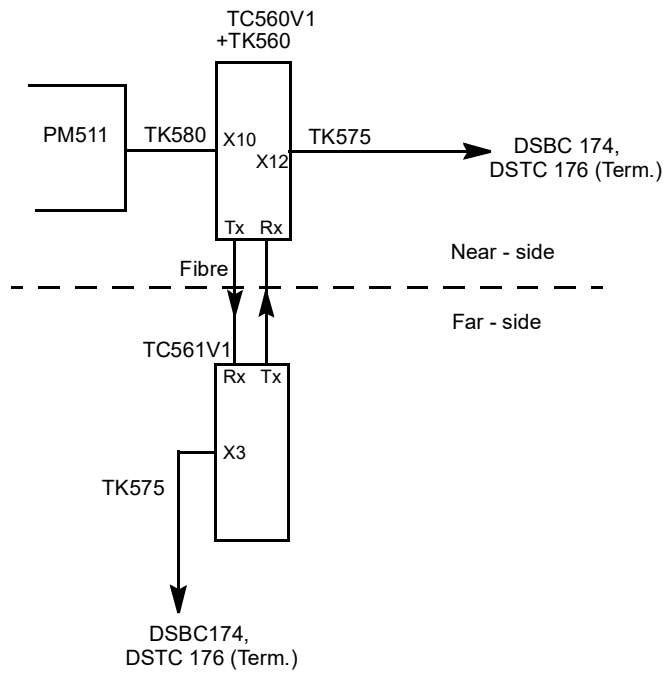 TC560V1
+TK560
PM511
TK580
X10
X12
TK575
DSBC 174,
DSTC 176 (Term.)
Tx Rx
Near - side
Fibre
Far - side
TC561V1
Rx Tx
X3
TK575
DSBC174,
DSTC 176 (Term.)